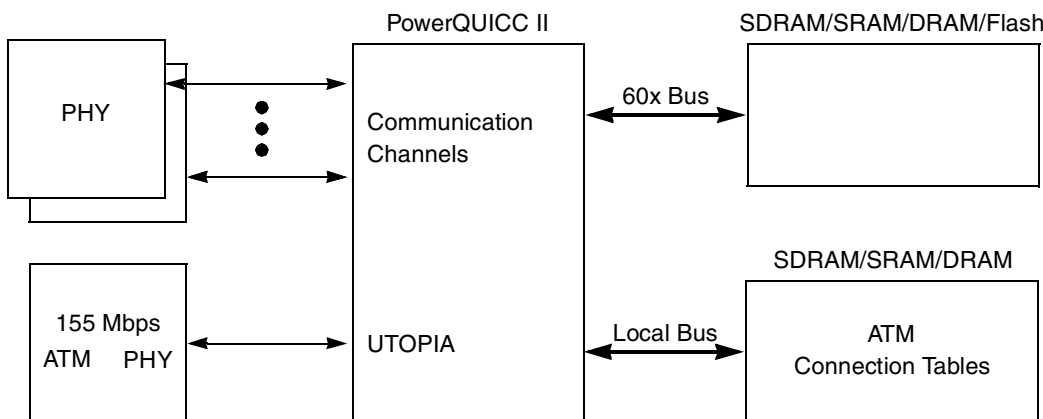 PowerQUICC II
SDRAM/SRAM/DRAM/Flash
PHY
Communication
Channels
60x Bus
SDRAM/SRAM/DRAM
155 Mbps
ATM PHY
UTOPIA
Local Bus
ATM
Connection Tables